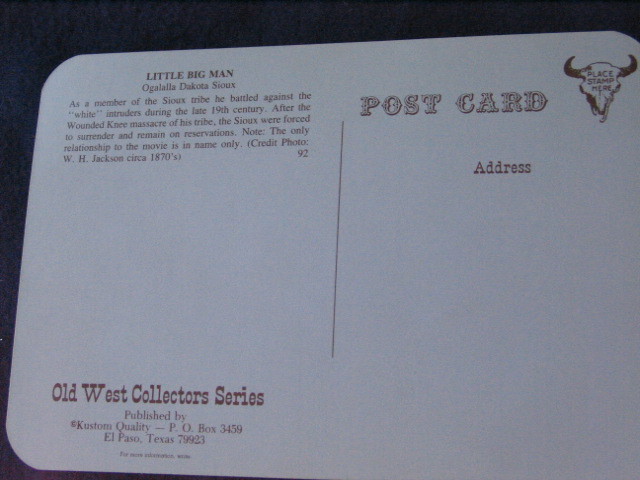 LITTLE BIG MAN
Ogalalla Dakota Sioux
As a member of the Sioux tribe he battled against the
"white" intruders during the late 19th century. After the
Wounded Knee massacre of his tribe, the Sioux were forced
to surrender and remain on reservations. Note: The only
relationship to the movie is in name only. (Credit Photo:
W. H. Jackson circa 1870's) 92
POST CARD
PLACE
STAMP
HERE
Address
Old West Collectors Series
Published by
©Kustom Quality — P. O. Box 3459
El Paso, Texas 79923
For more information, write.